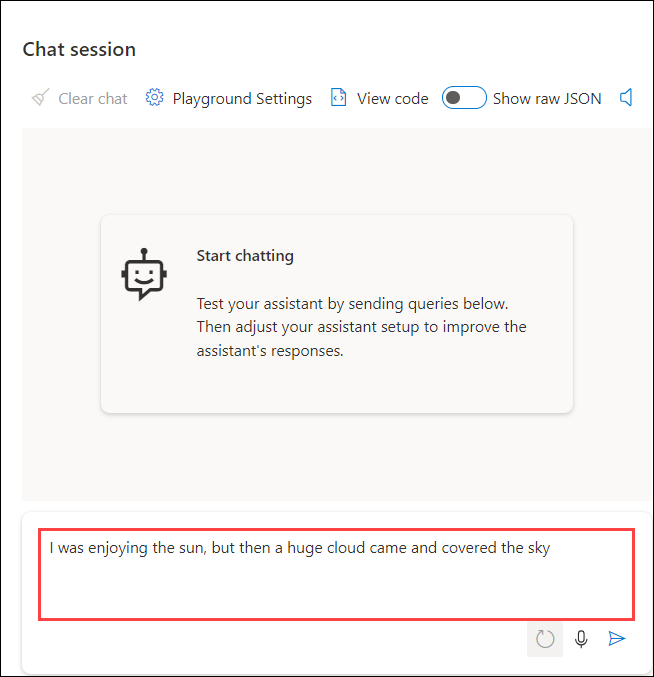 Chat session
Clear chat Playground Settings View code Show raw JSON
Start chatting
Test your assistant by sending queries below.
Then adjust your assistant setup to improve the
assistant's responses.
I was enjoying the sun, but then a huge cloud came and covered the sky